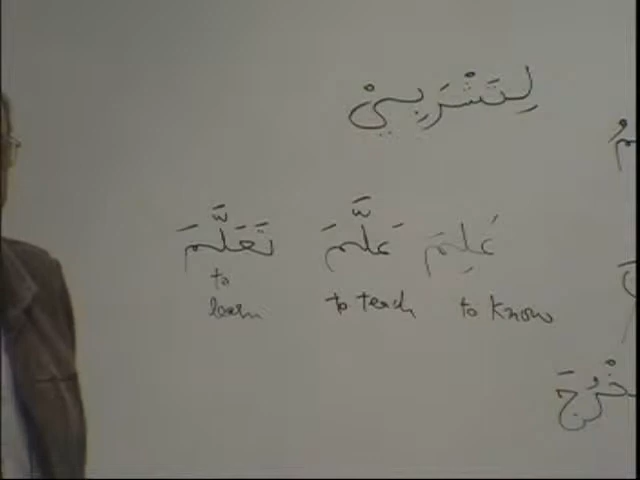 لِتَشْرَبِيْ
عَلِمَ عَلَّمَ تَعَلَّمَ
to know to teach to learn